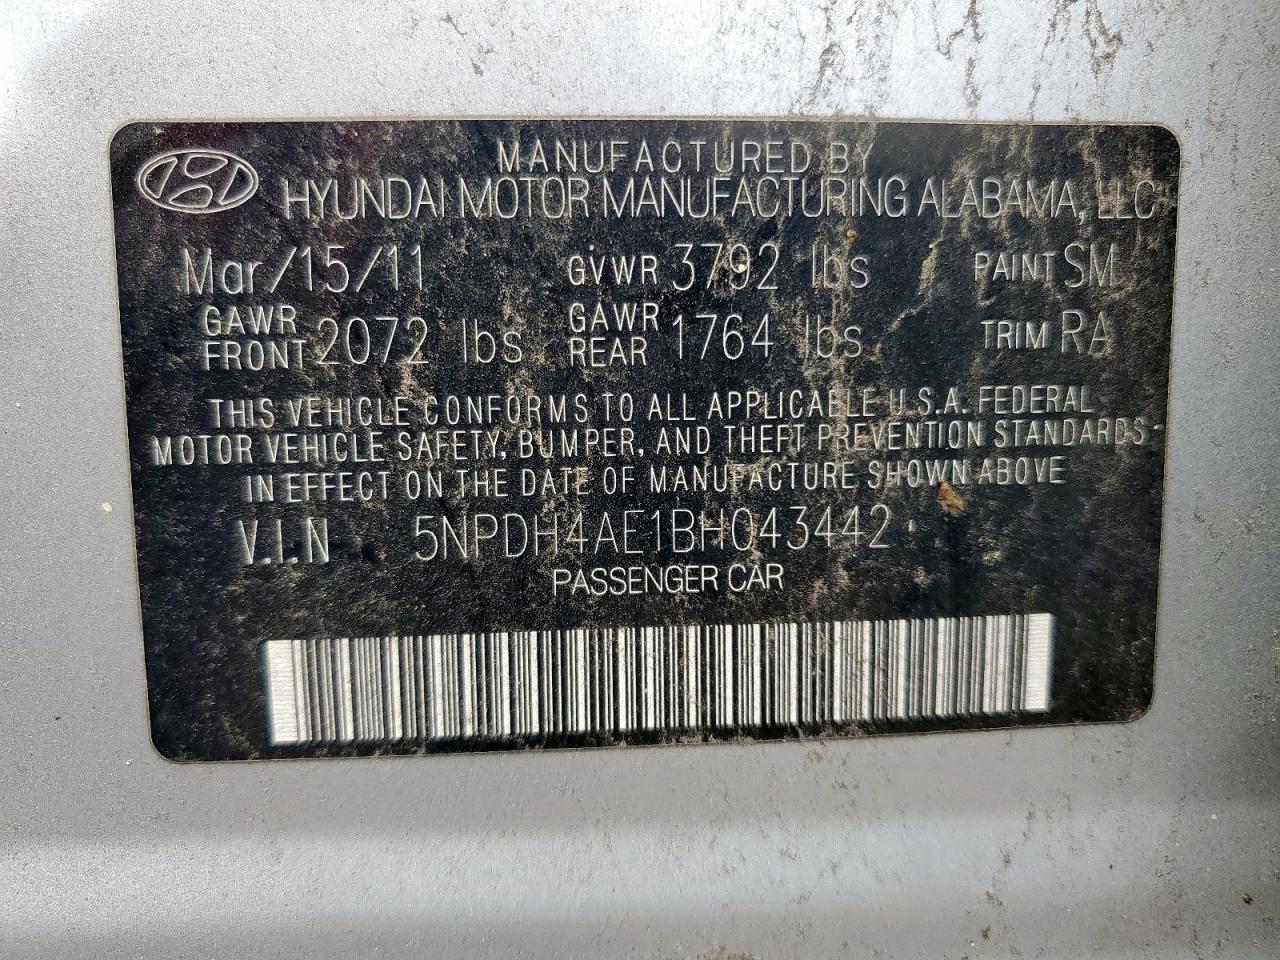 MANUFACTURED BY
HYUNDAI MOTOR MANUFACTURING ALABAMA, LLC
Mar/15/11 GVWR 3792 lbs PAINT SM
GAWR FRONT 2072 lbs GAWR REAR 1764 lbs TRIM RA
THIS VEHICLE CONFORMS TO ALL APPLICABLE U.S.A. FEDERAL
MOTOR VEHICLE SAFETY, BUMPER, AND THEFT PREVENTION STANDARDS
IN EFFECT ON THE DATE OF MANUFACTURE SHOWN ABOVE
V.I.N 5NPDH4AE1BH043442
PASSENGER CAR